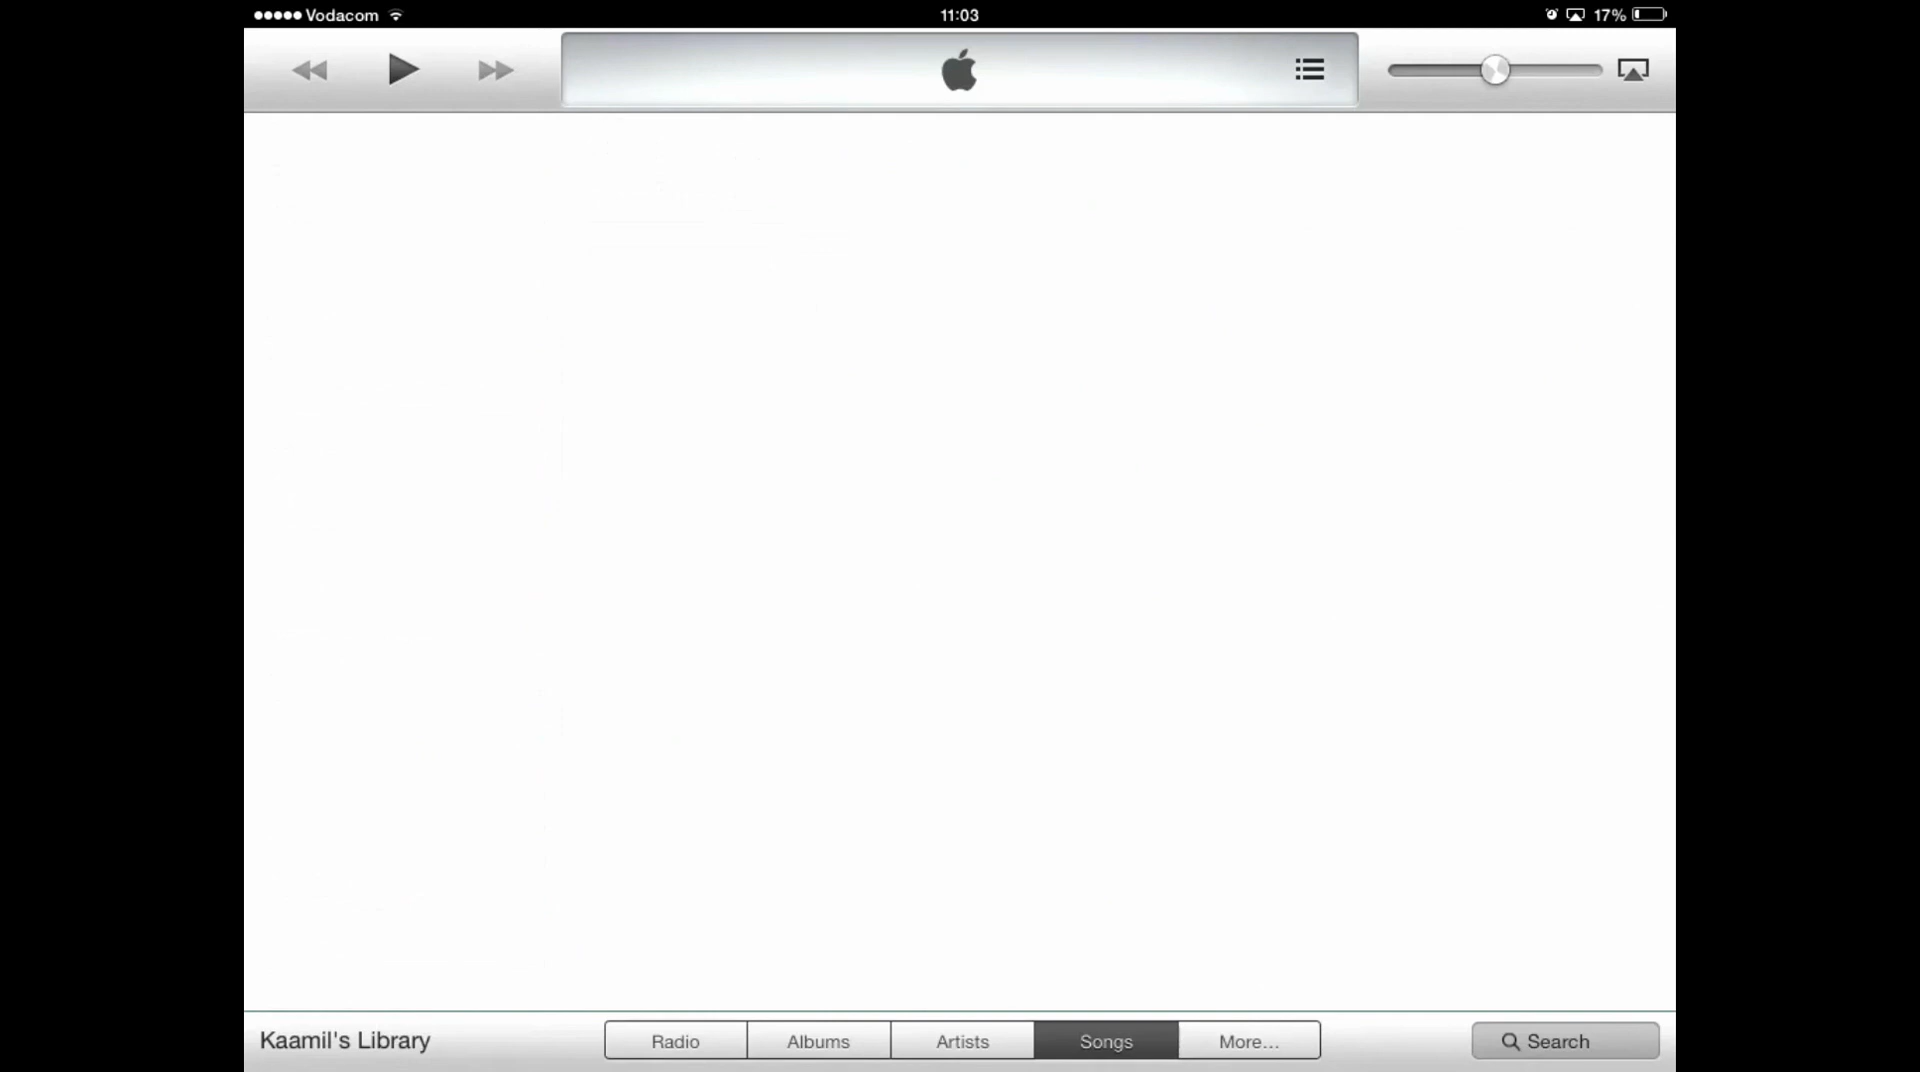 Vodacom 11:03 17%
Kaamil's Library Radio Albums Artists Songs More... Search